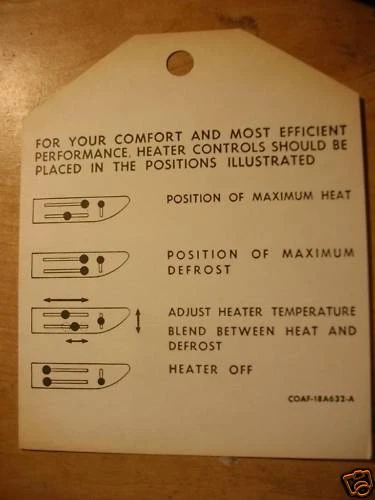 FOR YOUR COMFORT AND MOST EFFICIENT
PERFORMANCE, HEATER CONTROLS SHOULD BE
PLACED IN THE POSITIONS ILLUSTRATED
POSITION OF MAXIMUM HEAT
POSITION OF MAXIMUM
DEFROST
ADJUST HEATER TEMPERATURE
BLEND BETWEEN HEAT AND
DEFROST
HEATER OFF
COAF-18A632-A